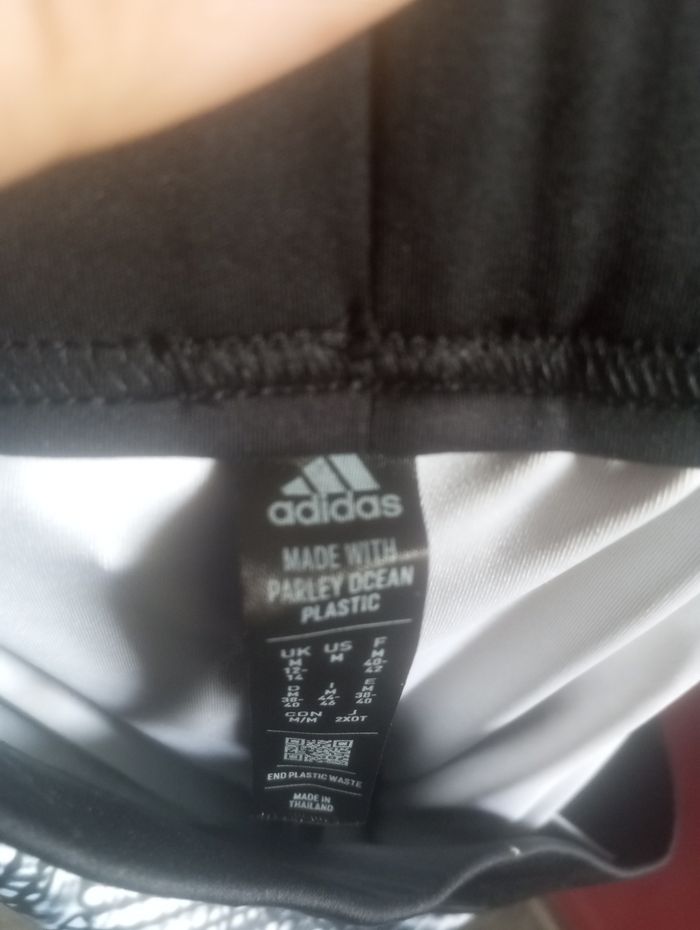 adidas
MADE WITH
PARLEY OCEAN
PLASTIC
UK US F
M M M
12- 40-
14 42
D I E
M M M
38- 44- 38-
40 46 40
CDN J
M/M 2XOT
END PLASTIC WASTE
MADE IN
THAILAND